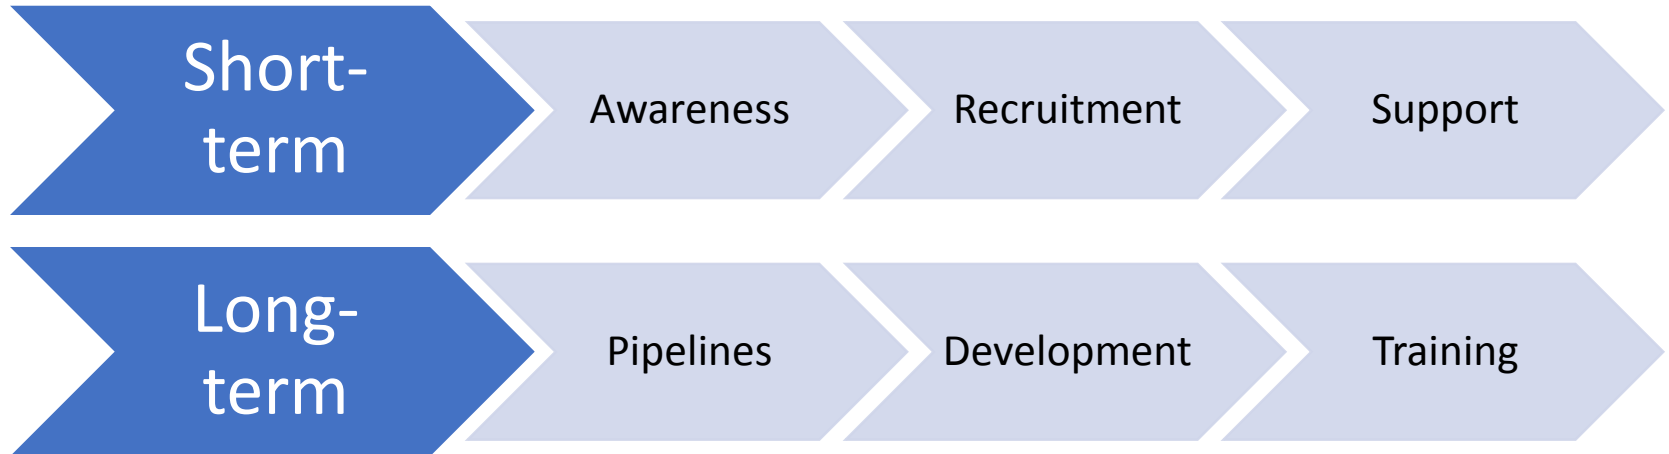 Short-
term
Awareness
Recruitment
Support
Long-
term
Pipelines
Development
Training